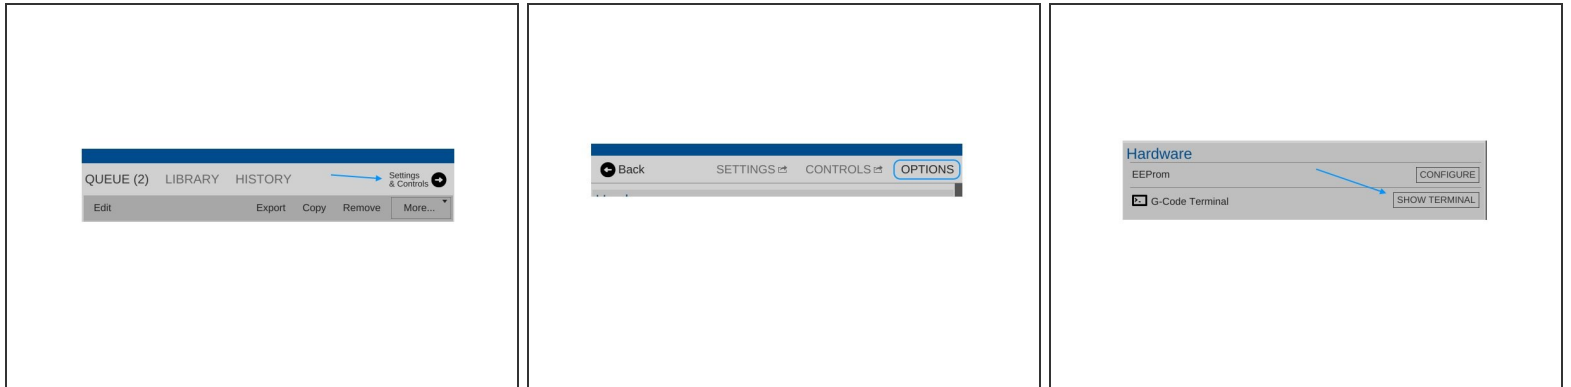 QUEUE (2) LIBRARY HISTORY Settings & Controls
Edit Export Copy Remove More...
Back SETTINGS CONTROLS OPTIONS
Hardware
EEProm CONFIGURE
G-Code Terminal SHOW TERMINAL